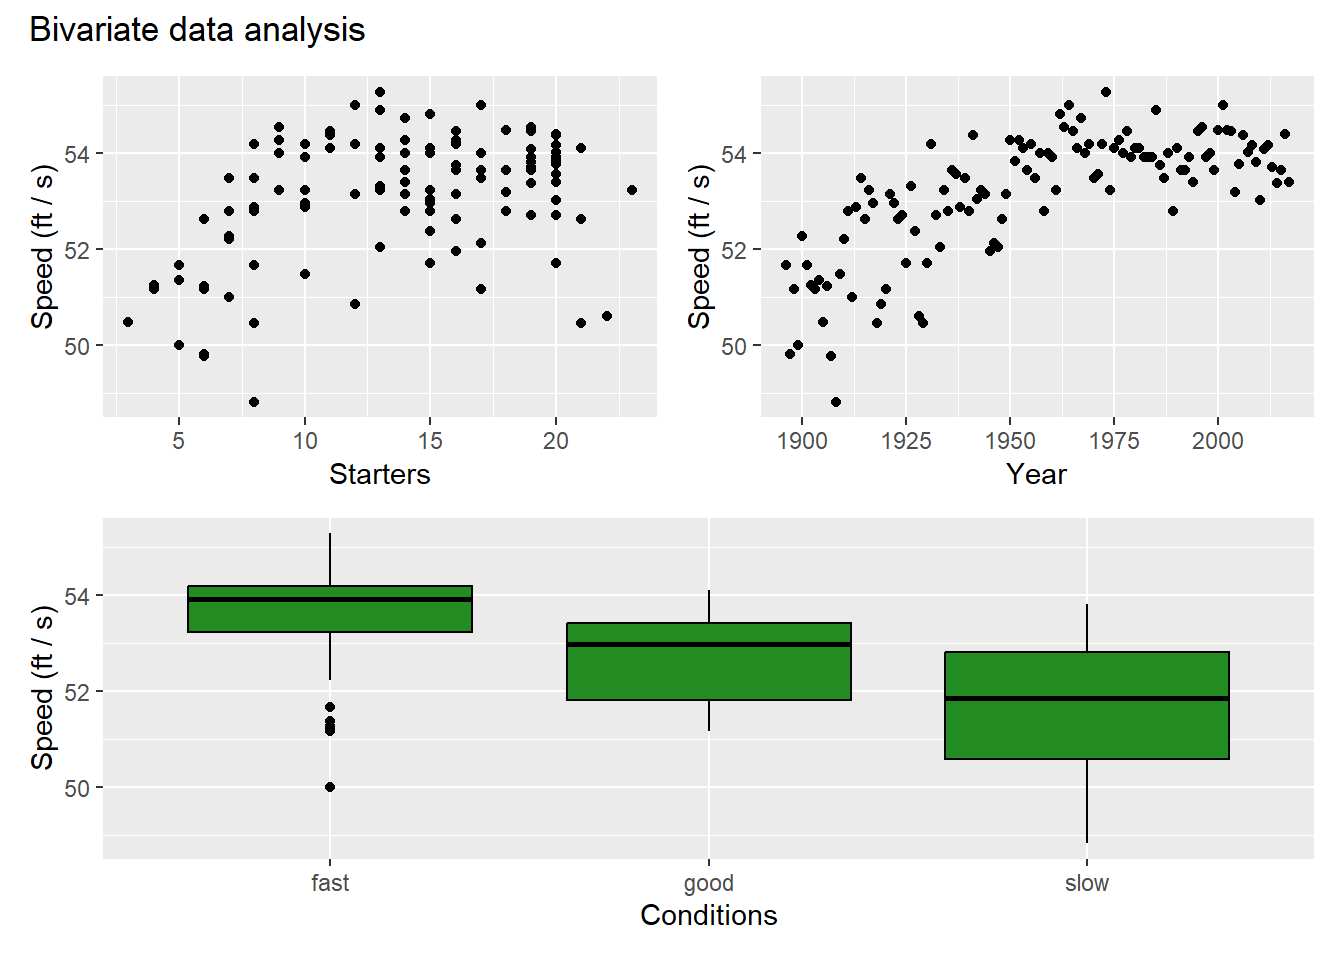 Bivariate data analysis
Speed (ft / s)
54
52
50
5 10 15 20
Starters
Speed (ft / s)
54
52
50
1900 1925 1950 1975 2000
Year
Speed (ft / s)
54
52
50
fast good slow
Conditions